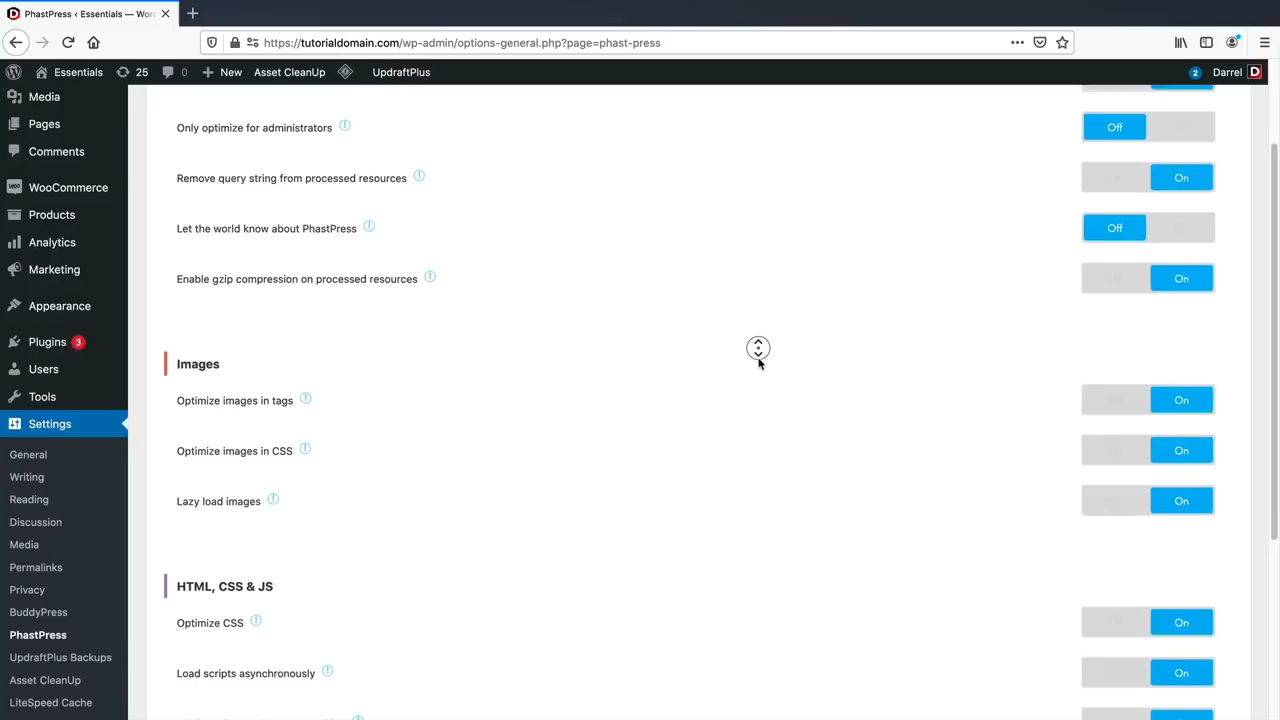 PhastPress ‹ Essentials — Wor
https://tutorialdomain.com/wp-admin/options-general.php?page=phast-press
Essentials 25 0 New Asset CleanUp UpdraftPlus 2 Darrel D
Media
Pages
Comments
WooCommerce
Products
Analytics
Marketing
Appearance
Plugins 3
Users
Tools
Settings
General
Writing
Reading
Discussion
Media
Permalinks
Privacy
BuddyPress
PhastPress
UpdraftPlus Backups
Asset CleanUp
LiteSpeed Cache
Only optimize for administrators Off
Remove query string from processed resources On
Let the world know about PhastPress Off
Enable gzip compression on processed resources On
Images
Optimize images in tags On
Optimize images in CSS On
Lazy load images On
HTML, CSS & JS
Optimize CSS On
Load scripts asynchronously On